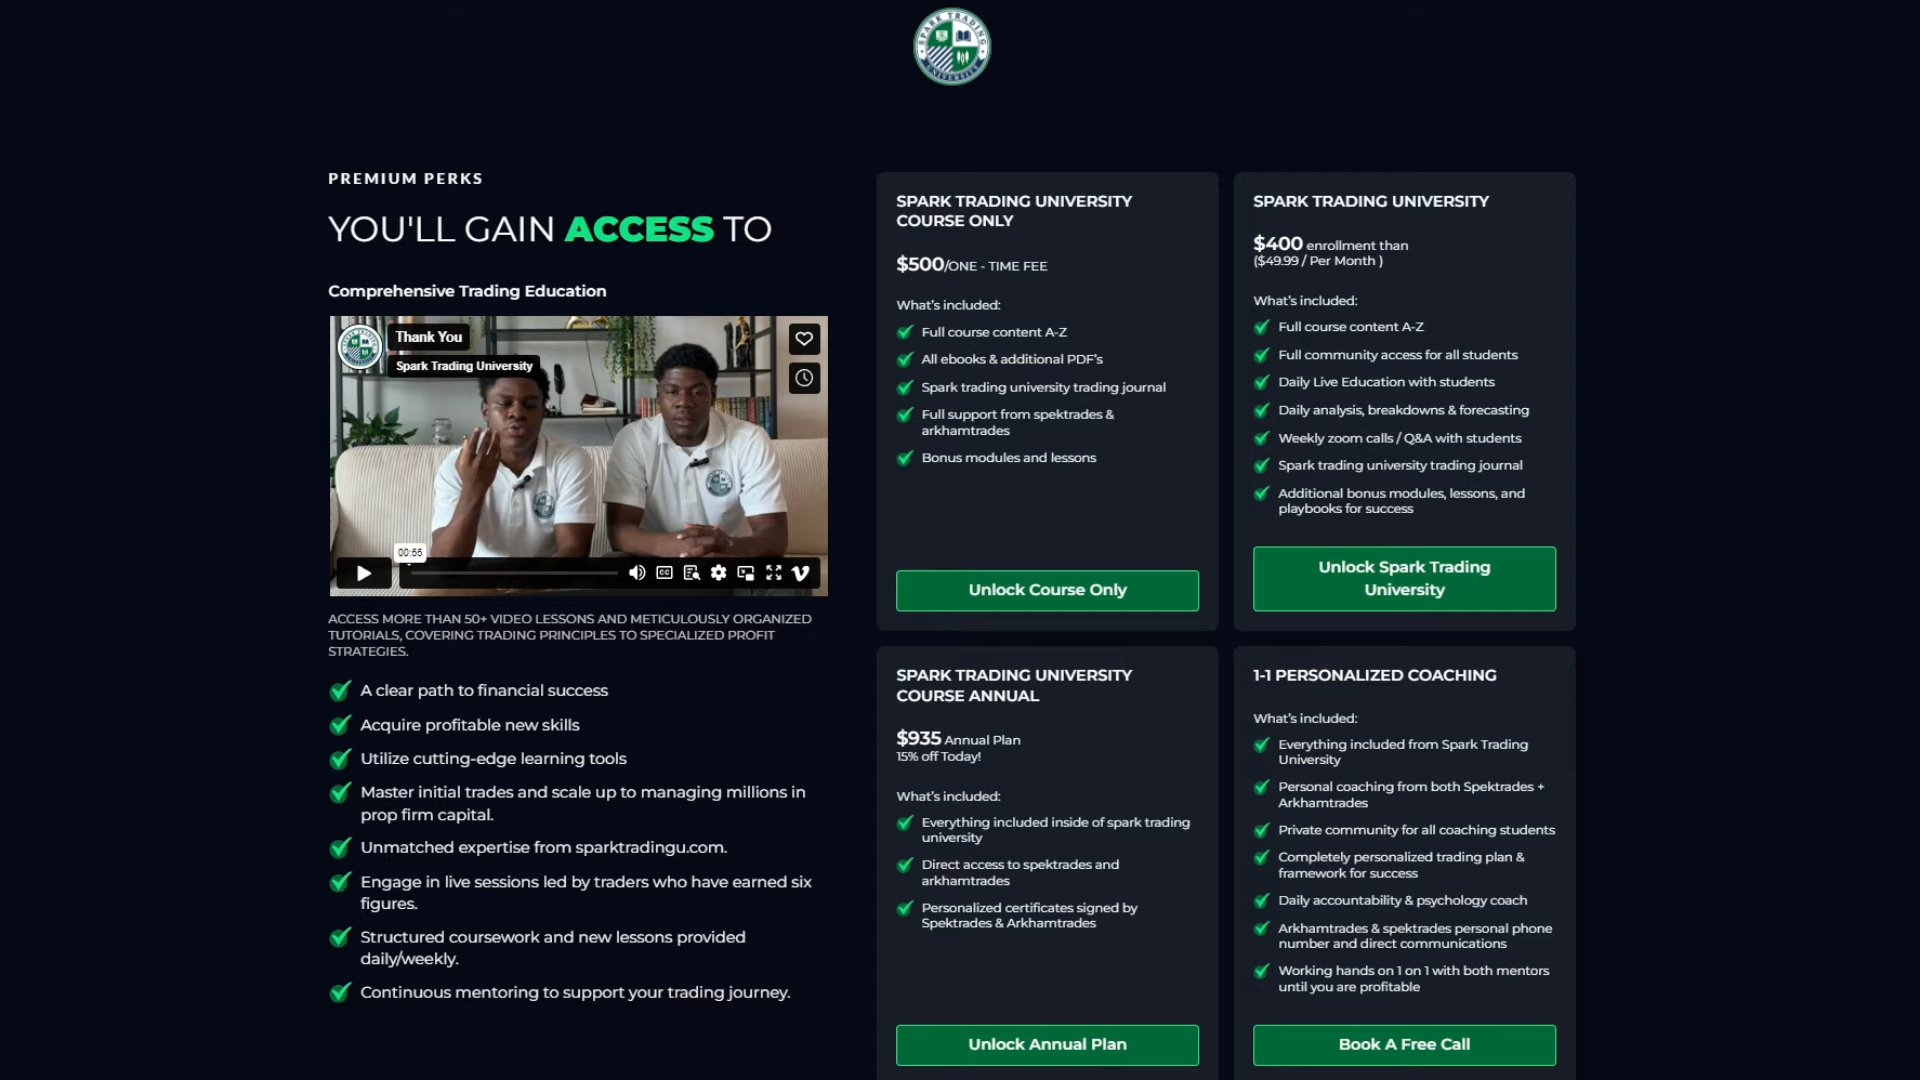 SPARK TRADING
UNIVERSITY
PREMIUM PERKS
YOU'LL GAIN ACCESS TO
Comprehensive Trading Education
Thank You
Spark Trading University
00:56
CC
ACCESS MORE THAN 50+ VIDEO LESSONS AND METICULOUSLY ORGANIZED
TUTORIALS, COVERING TRADING PRINCIPLES TO SPECIALIZED PROFIT
STRATEGIES.
A clear path to financial success
Acquire profitable new skills
Utilize cutting-edge learning tools
Master initial trades and scale up to managing millions in
prop firm capital.
Unmatched expertise from sparktradingu.com.
Engage in live sessions led by traders who have earned six
figures.
Structured coursework and new lessons provided
daily/weekly.
Continuous mentoring to support your trading journey.
SPARK TRADING UNIVERSITY
COURSE ONLY
$500/ONE - TIME FEE
What's included:
Full course content A-Z
All ebooks & additional PDF's
Spark trading university trading journal
Full support from spektrades &
arkhamtrades
Bonus modules and lessons
Unlock Course Only
SPARK TRADING UNIVERSITY
$400 enrollment than
($49.99 / Per Month )
What's included:
Full course content A-Z
Full community access for all students
Daily Live Education with students
Daily analysis, breakdowns & forecasting
Weekly zoom calls / Q&A with students
Spark trading university trading journal
Additional bonus modules, lessons, and
playbooks for success
Unlock Spark Trading
University
SPARK TRADING UNIVERSITY
COURSE ANNUAL
$935 Annual Plan
15% off Today!
What's included:
Everything included inside of spark trading
university
Direct access to spektrades and
arkhamtrades
Personalized certificates signed by
Spektrades & Arkhamtrades
Unlock Annual Plan
1-1 PERSONALIZED COACHING
What's included:
Everything included from Spark Trading
University
Personal coaching from both Spektrades +
Arkhamtrades
Private community for all coaching students
Completely personalized trading plan &
framework for success
Daily accountability & psychology coach
Arkhamtrades & spektrades personal phone
number and direct communications
Working hands on 1 on 1 with both mentors
until you are profitable
Book A Free Call